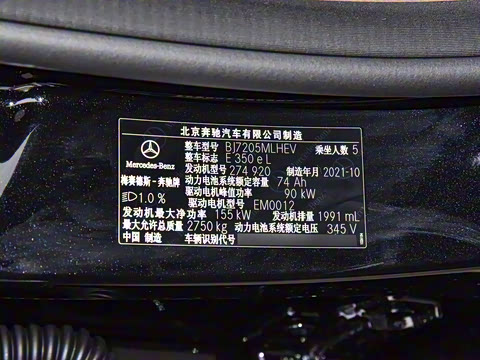 北京奔驰汽车有限公司制造
整车型号 BJ7205MLHEV 乘坐人数 5
整车标志 E 350 e L
Mercedes-Benz
发动机型号 274 920 制造年月 2021-10
梅赛德斯-奔驰牌
动力电池系统额定容量 74 Ah
驱动电机峰值功率 90 kW
1.0 %
驱动电机型号 EM0012
发动机最大净功率 155 kW 发动机排量 1991 mL
最大允许总质量 2750 kg 动力电池系统额定电压 345 V
中国 制造 车辆识别代号